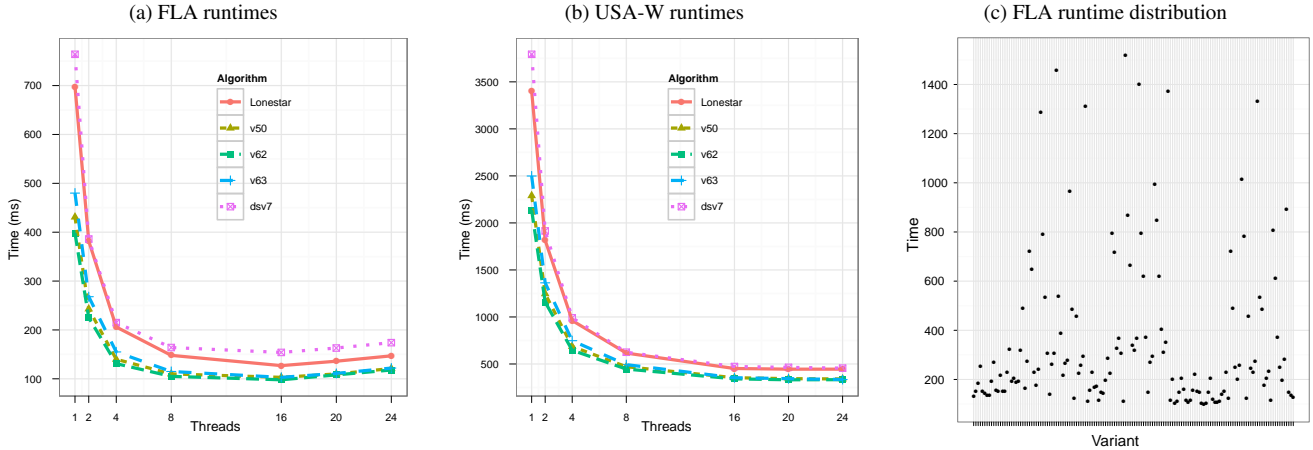 (a) FLA runtimes
700
600
500
400
300
200
100
Time (ms)
Algorithm
Lonestar
v50
v62
v63
dsv7
1 2 4 8 16 20 24
Threads
(b) USA-W runtimes
3500
3000
2500
2000
1500
1000
500
Time (ms)
Algorithm
Lonestar
v50
v62
v63
dsv7
1 2 4 8 16 20 24
Threads
(c) FLA runtime distribution
1400
1200
1000
800
600
400
200
Time
Variant